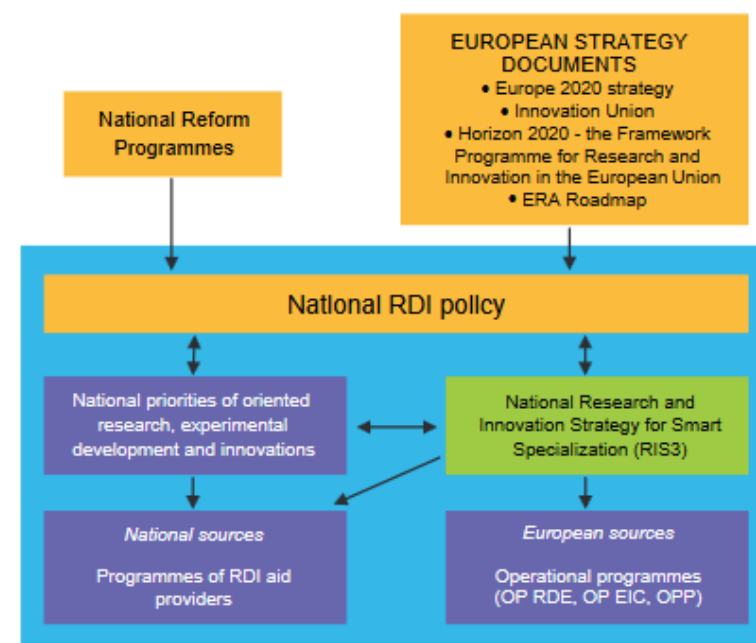 EUROPEAN STRATEGY
DOCUMENTS
• Europe 2020 strategy
• Innovation Union
• Horizon 2020 - the Framework
Programme for Research and
Innovation in the European Union
• ERA Roadmap
National Reform
Programmes
National RDI policy
National priorities of oriented
research, experimental
development and innovations
National Research and
Innovation Strategy for Smart
Specialization (RIS3)
National sources
Programmes of RDI aid
providers
European sources
Operational programmes
(OP RDE, OP EIC, OPP)